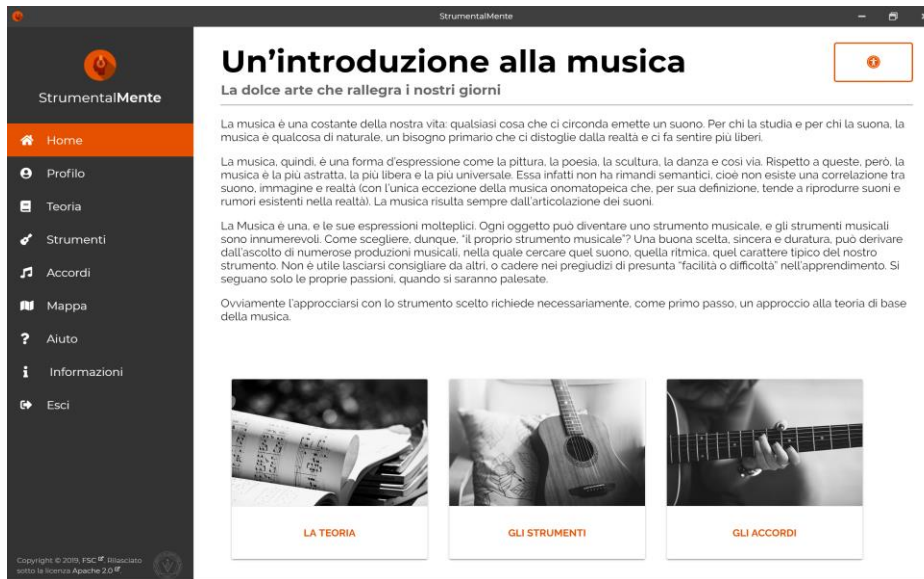 StrumentalMente
StrumentalMente
Home
Profilo
Teoria
Strumenti
Accordi
Mappa
Aiuto
Informazioni
Esci
Copyright © 2019, FSC, Rilasciato
sotto la licenza Apache 2.0
Un'introduzione alla musica
La dolce arte che rallegra i nostri giorni
La musica è una costante della nostra vita: qualsiasi cosa che ci circonda emette un suono. Per chi la studia e per chi la suona, la
musica è qualcosa di naturale, un bisogno primario che ci distoglie dalla realtà e ci fa sentire più liberi.
La musica, quindi, è una forma d'espressione come la pittura, la poesia, la scultura, la danza e così via. Rispetto a queste, però, la
musica è la più astratta, la più libera e la più universale. Essa infatti non ha rimandi semantici, cioè non esiste una correlazione tra
suono, immagine e realtà (con l'unica eccezione della musica onomatopeica che, per sua definizione, tende a riprodurre suoni e
rumori esistenti nella realtà). La musica risulta sempre dall'articolazione dei suoni.
La Musica è una, e le sue espressioni molteplici. Ogni oggetto può diventare uno strumento musicale, e gli strumenti musicali
sono innumerevoli. Come scegliere, dunque, "il proprio strumento musicale"? Una buona scelta, sincera e duratura, può derivare
dall'ascolto di numerose produzioni musicali, nella quale cercare quel suono, quella ritmica, quel carattere tipico del nostro
strumento. Non è utile lasciarsi consigliare da altri, o cadere nei pregiudizi di presunta "facilità o difficoltà" nell'apprendimento. Si
seguano solo le proprie passioni, quando si saranno palesate.
Ovviamente l'approcciarsi con lo strumento scelto richiede necessariamente, come primo passo, un approccio alla teoria di base
della musica.
LA TEORIA
GLI STRUMENTI
GLI ACCORDI